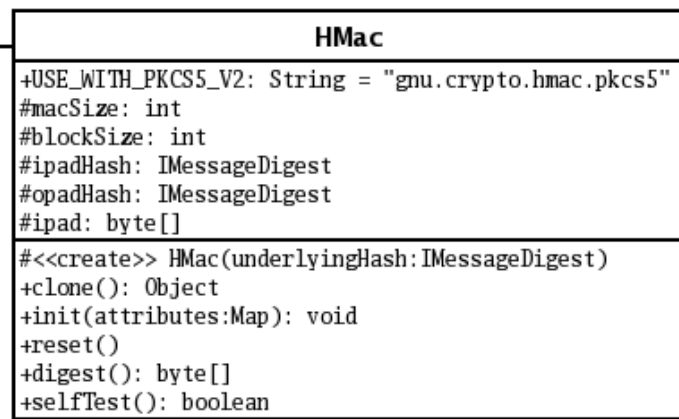 HMac
+USE_WITH_PKCS5_V2: String = "gnu.crypto.hmac.pkcs5"
#macSize: int
#blockSize: int
#ipadHash: IMessageDigest
#opadHash: IMessageDigest
#ipad: byte[]
#<<create>> HMac(underlyingHash:IMessageDigest)
+clone(): Object
+init(attributes:Map): void
+reset()
+digest(): byte[]
+selfTest(): boolean